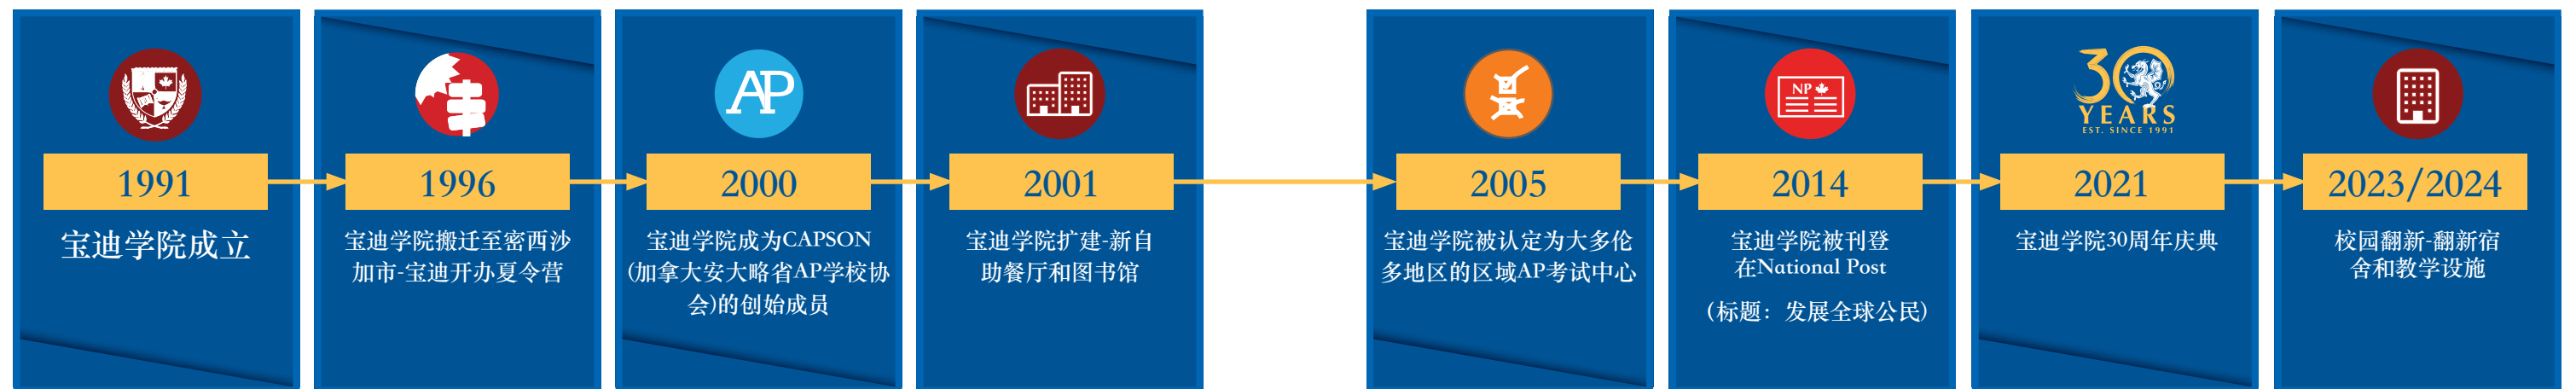 1991
宝迪学院成立
1996
宝迪学院搬迁至密西沙
加市-宝迪开办夏令营
AP
2000
宝迪学院成为CAPSON
(加拿大安大略省AP学校协
会)的创始成员
2001
宝迪学院扩建-新自
助餐厅和图书馆
2005
宝迪学院被认定为大多伦
多地区的区域AP考试中心
NP
2014
宝迪学院被刊登
在National Post
(标题：发展全球公民)
30
YEARS
EST. SINCE 1991
2021
宝迪学院30周年庆典
2023/2024
校园翻新-翻新宿
舍和教学设施